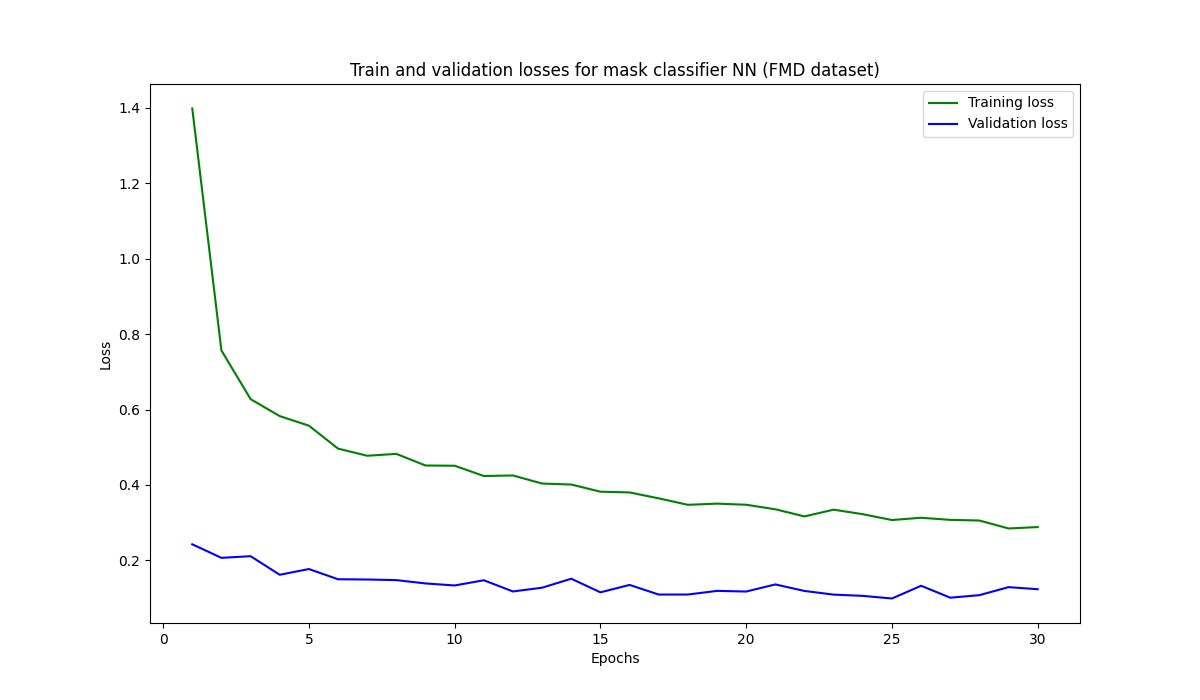 Train and validation losses for mask classifier NN (FMD dataset)
Training loss
Validation loss
1.4
1.2
1.0
0.8
0.6
0.4
0.2
Loss
0 5 10 15 20 25 30
Epochs